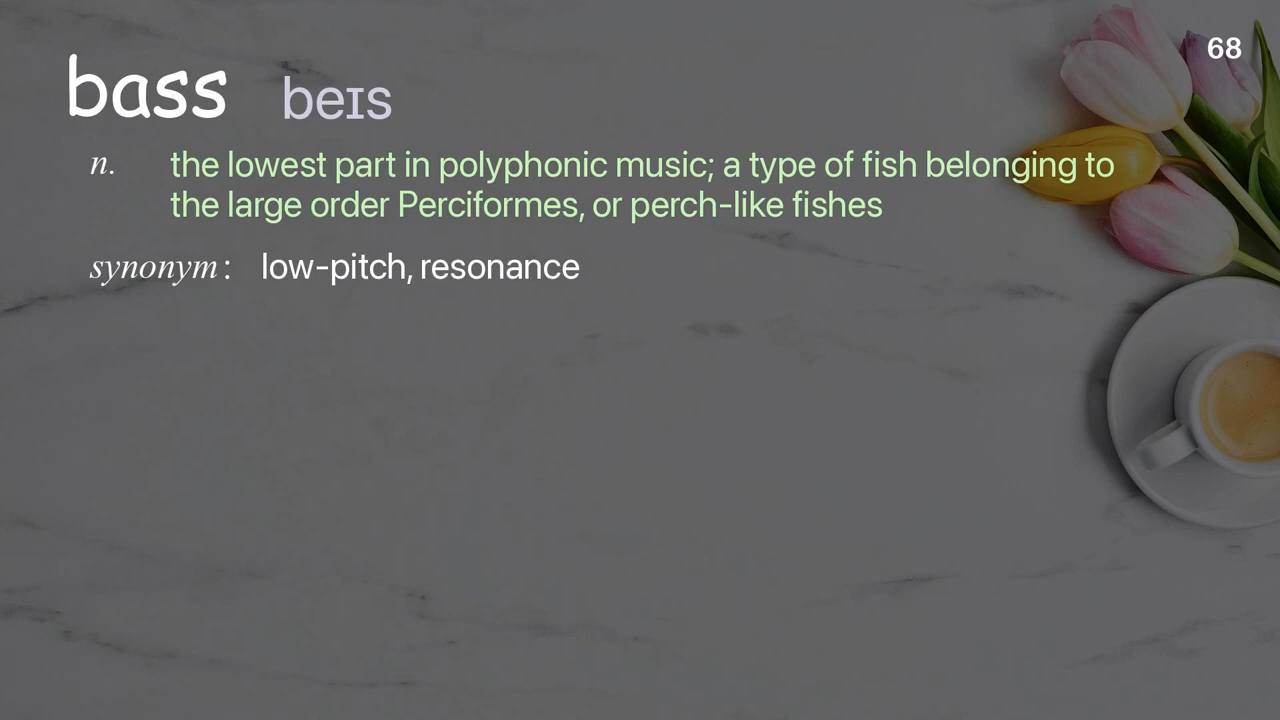 68
bass beɪs
n. the lowest part in polyphonic music; a type of fish belonging to
the large order Perciformes, or perch-like fishes
synonym: low-pitch, resonance